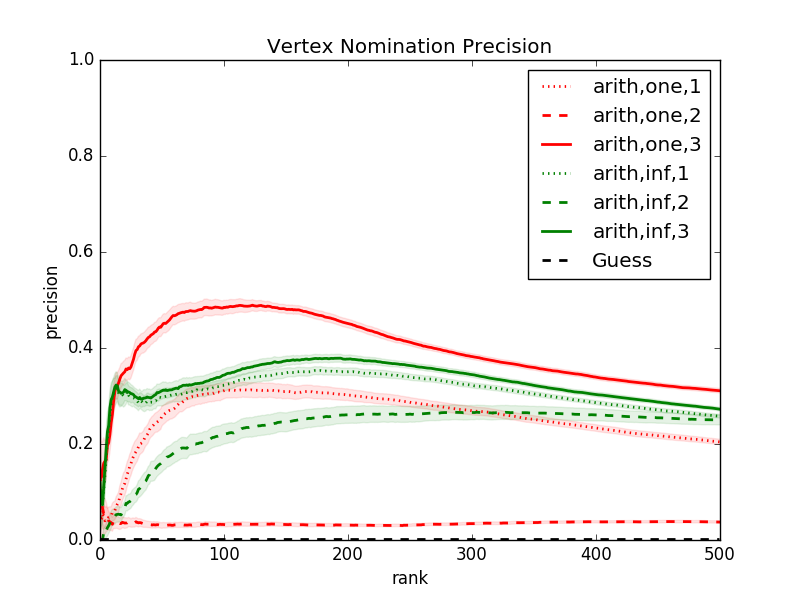 Vertex Nomination Precision
1.0
0.8
0.6
0.4
0.2
0.0
precision
arith,one,1
arith,one,2
arith,one,3
arith,inf,1
arith,inf,2
arith,inf,3
Guess
0 100 200 300 400 500
rank